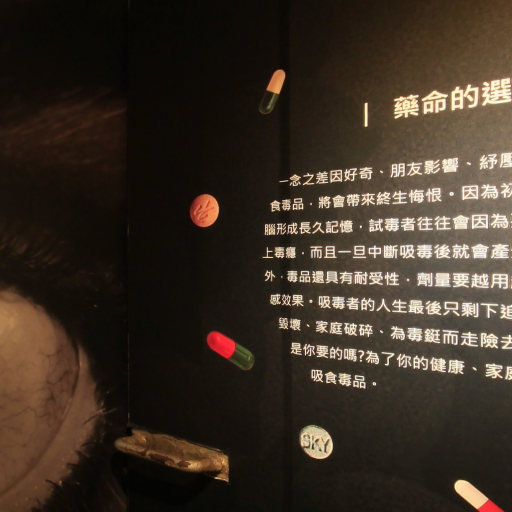 藥命的選
一念之差因好奇、朋友影響、紓壓
食毒品，將會帶來終生悔恨。因為初
腦形成長久記憶，試毒者往往會因為
上毒癮，而且一旦中斷吸毒後就會產
外，毒品還具有耐受性，劑量要越用
感效果。吸毒者的人生最後只剩下追
毀壞、家庭破碎、為毒鋌而走險去
是你要的嗎?為了你的健康、家庭
吸食毒品。
SKY